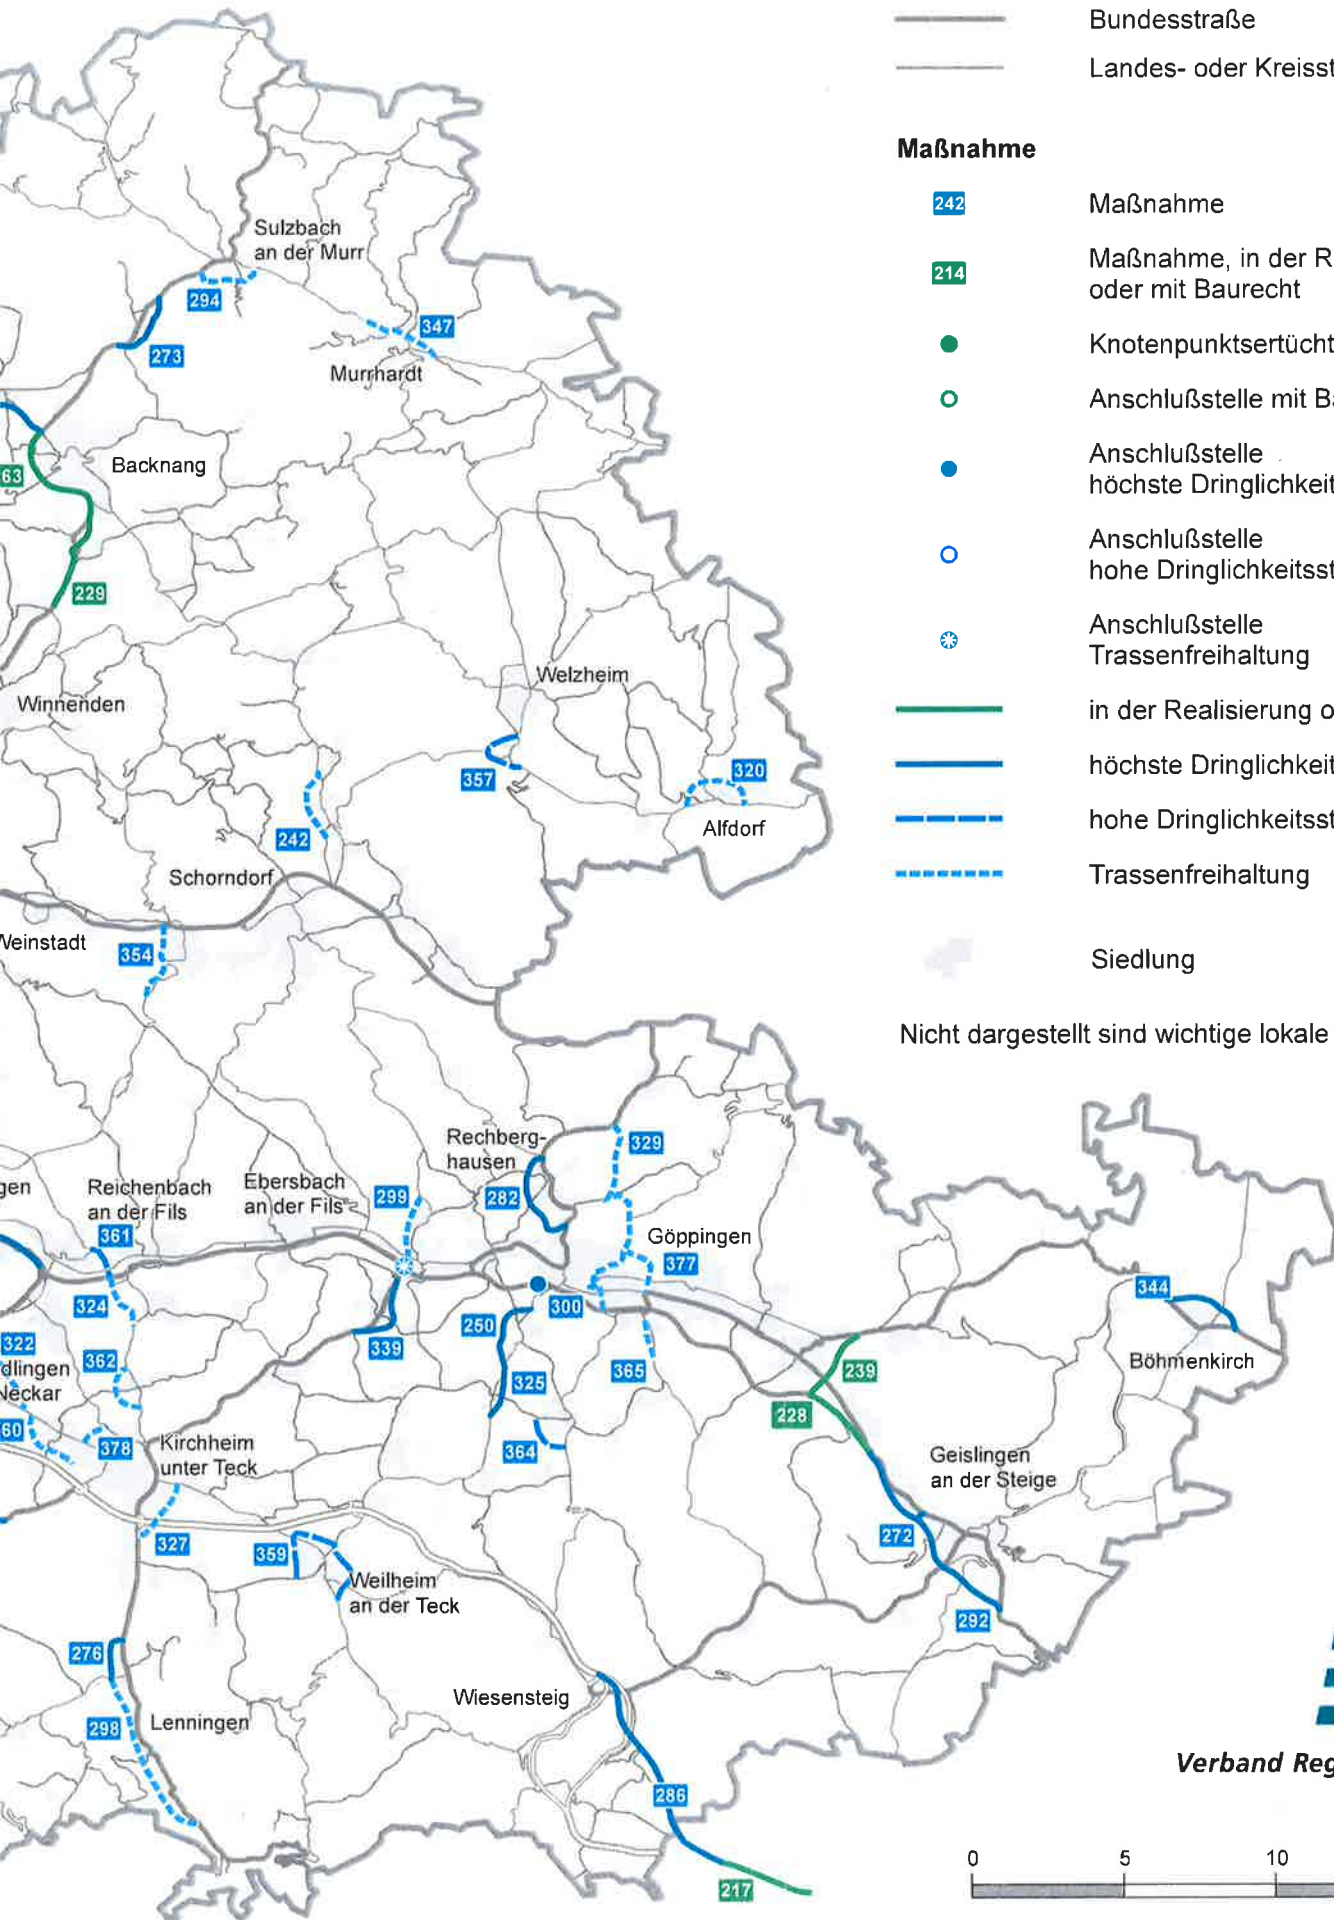 Bundesstraße
Landes- oder Kreisst
Maßnahme
242
Maßnahme
214
Maßnahme, in der R
oder mit Baurecht
Knotenpunktsertücht
Anschlußstelle mit Ba
Anschlußstelle
höchste Dringlichkeit
Anschlußstelle
hohe Dringlichkeitsst
Anschlußstelle
Trassenfreihaltung
in der Realisierung o
höchste Dringlichkeit
hohe Dringlichkeitsst
Trassenfreihaltung
Siedlung
Nicht dargestellt sind wichtige lokale
Sulzbach
an der Murr
294
347
273
Murrhardt
Backnang
63
229
Welzheim
Winnenden
357
320
242
Alfdorf
Schorndorf
Weinstadt
354
Rechberg-
hausen
329
gen
Reichenbach
an der Fils
Ebersbach
an der Fils
299
282
361
Göppingen
377
324
300
344
250
322
339
dlingen
Neckar
362
325
365
239
Böhmenkirch
228
60
378
Kirchheim
unter Teck
364
Geislingen
an der Steige
327
359
272
Weilheim
an der Teck
292
276
Wiesensteig
298
Lenningen
286
217
Verband Reg
0 5 10